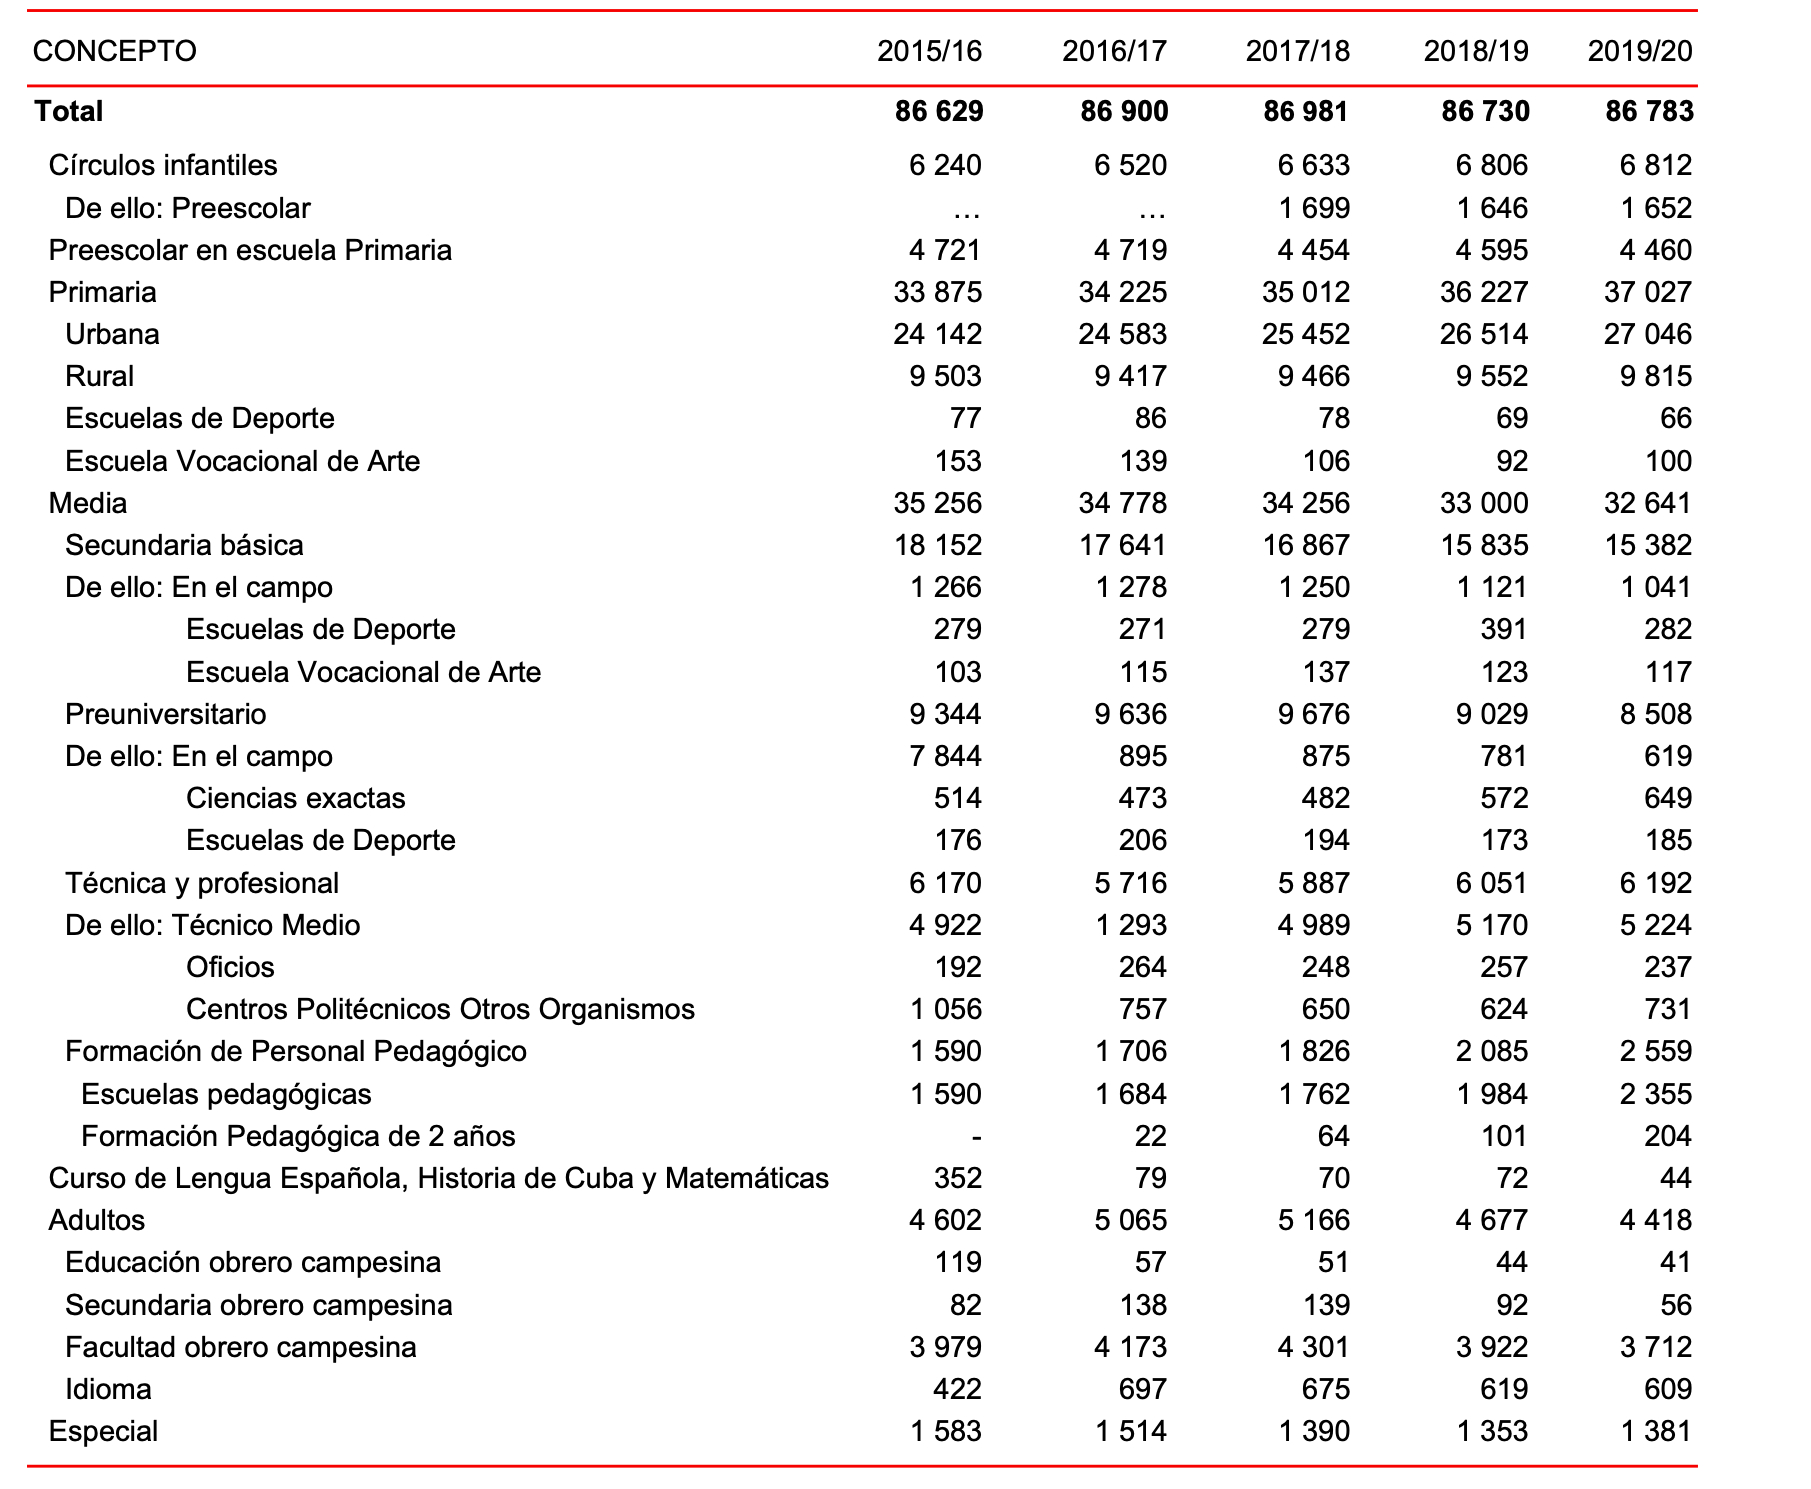 CONCEPTO 2015/16 2016/17 2017/18 2018/19 2019/20
Total 86 629 86 900 86 981 86 730 86 783
Círculos infantiles 6 240 6 520 6 633 6 806 6 812
De ello: Preescolar ... ... 1 699 1 646 1 652
Preescolar en escuela Primaria 4 721 4 719 4 454 4 595 4 460
Primaria 33 875 34 225 35 012 36 227 37 027
Urbana 24 142 24 583 25 452 26 514 27 046
Rural 9 503 9 417 9 466 9 552 9 815
Escuelas de Deporte 77 86 78 69 66
Escuela Vocacional de Arte 153 139 106 92 100
Media 35 256 34 778 34 256 33 000 32 641
Secundaria básica 18 152 17 641 16 867 15 835 15 382
De ello: En el campo 1 266 1 278 1 250 1 121 1 041
Escuelas de Deporte 279 271 279 391 282
Escuela Vocacional de Arte 103 115 137 123 117
Preuniversitario 9 344 9 636 9 676 9 029 8 508
De ello: En el campo 7 844 895 875 781 619
Ciencias exactas 514 473 482 572 649
Escuelas de Deporte 176 206 194 173 185
Técnica y profesional 6 170 5 716 5 887 6 051 6 192
De ello: Técnico Medio 4 922 1 293 4 989 5 170 5 224
Oficios 192 264 248 257 237
Centros Politécnicos Otros Organismos 1 056 757 650 624 731
Formación de Personal Pedagógico 1 590 1 706 1 826 2 085 2 559
Escuelas pedagógicas 1 590 1 684 1 762 1 984 2 355
Formación Pedagógica de 2 años - 22 64 101 204
Curso de Lengua Española, Historia de Cuba y Matemáticas 352 79 70 72 44
Adultos 4 602 5 065 5 166 4 677 4 418
Educación obrero campesina 119 57 51 44 41
Secundaria obrero campesina 82 138 139 92 56
Facultad obrero campesina 3 979 4 173 4 301 3 922 3 712
Idioma 422 697 675 619 609
Especial 1 583 1 514 1 390 1 353 1 381